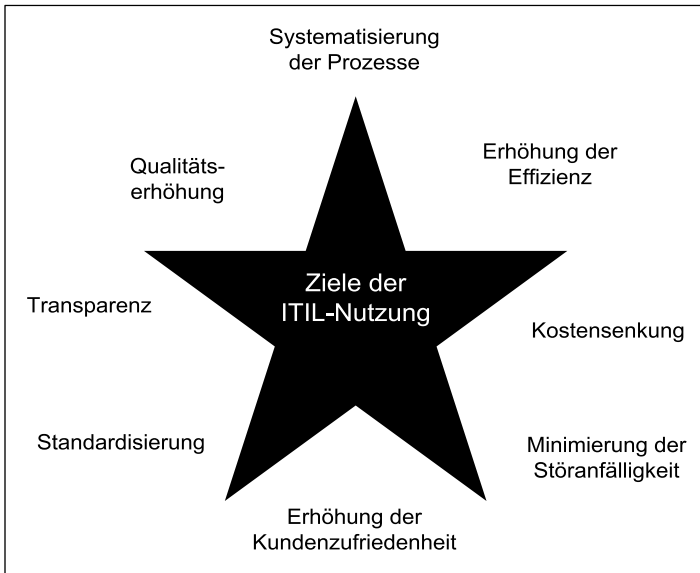 Systematisierung
der Prozesse
Qualitäts-
erhöhung
Erhöhung der
Effizienz
Ziele der
ITIL-Nutzung
Transparenz
Kostensenkung
Standardisierung
Minimierung der
Störanfälligkeit
Erhöhung der
Kundenzufriedenheit